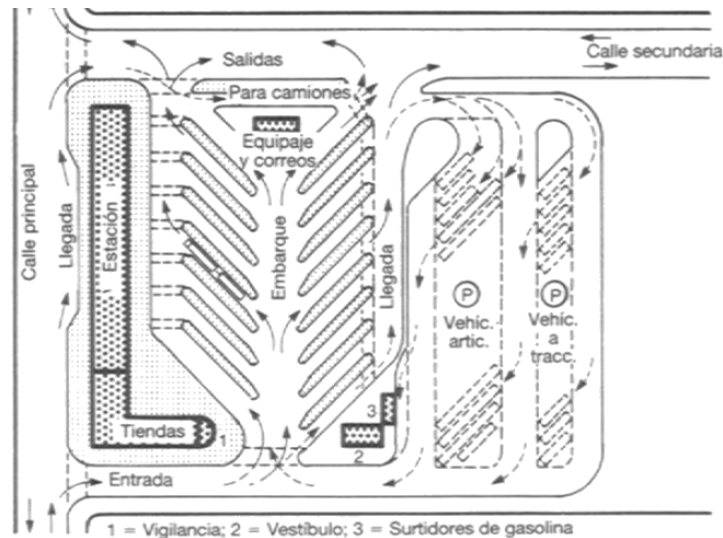 Salidas
Calle secundaria
Para camiones
Equipaje
y correos
Calle principal
Llegada
Estación
Embarque
Llegada
P
Vehic.
artic.
P
Vehic.
a
tracc.
Tiendas
1
3
2
Entrada
1 = Vigilancia; 2 = Vestíbulo; 3 = Surtidores de gasolina